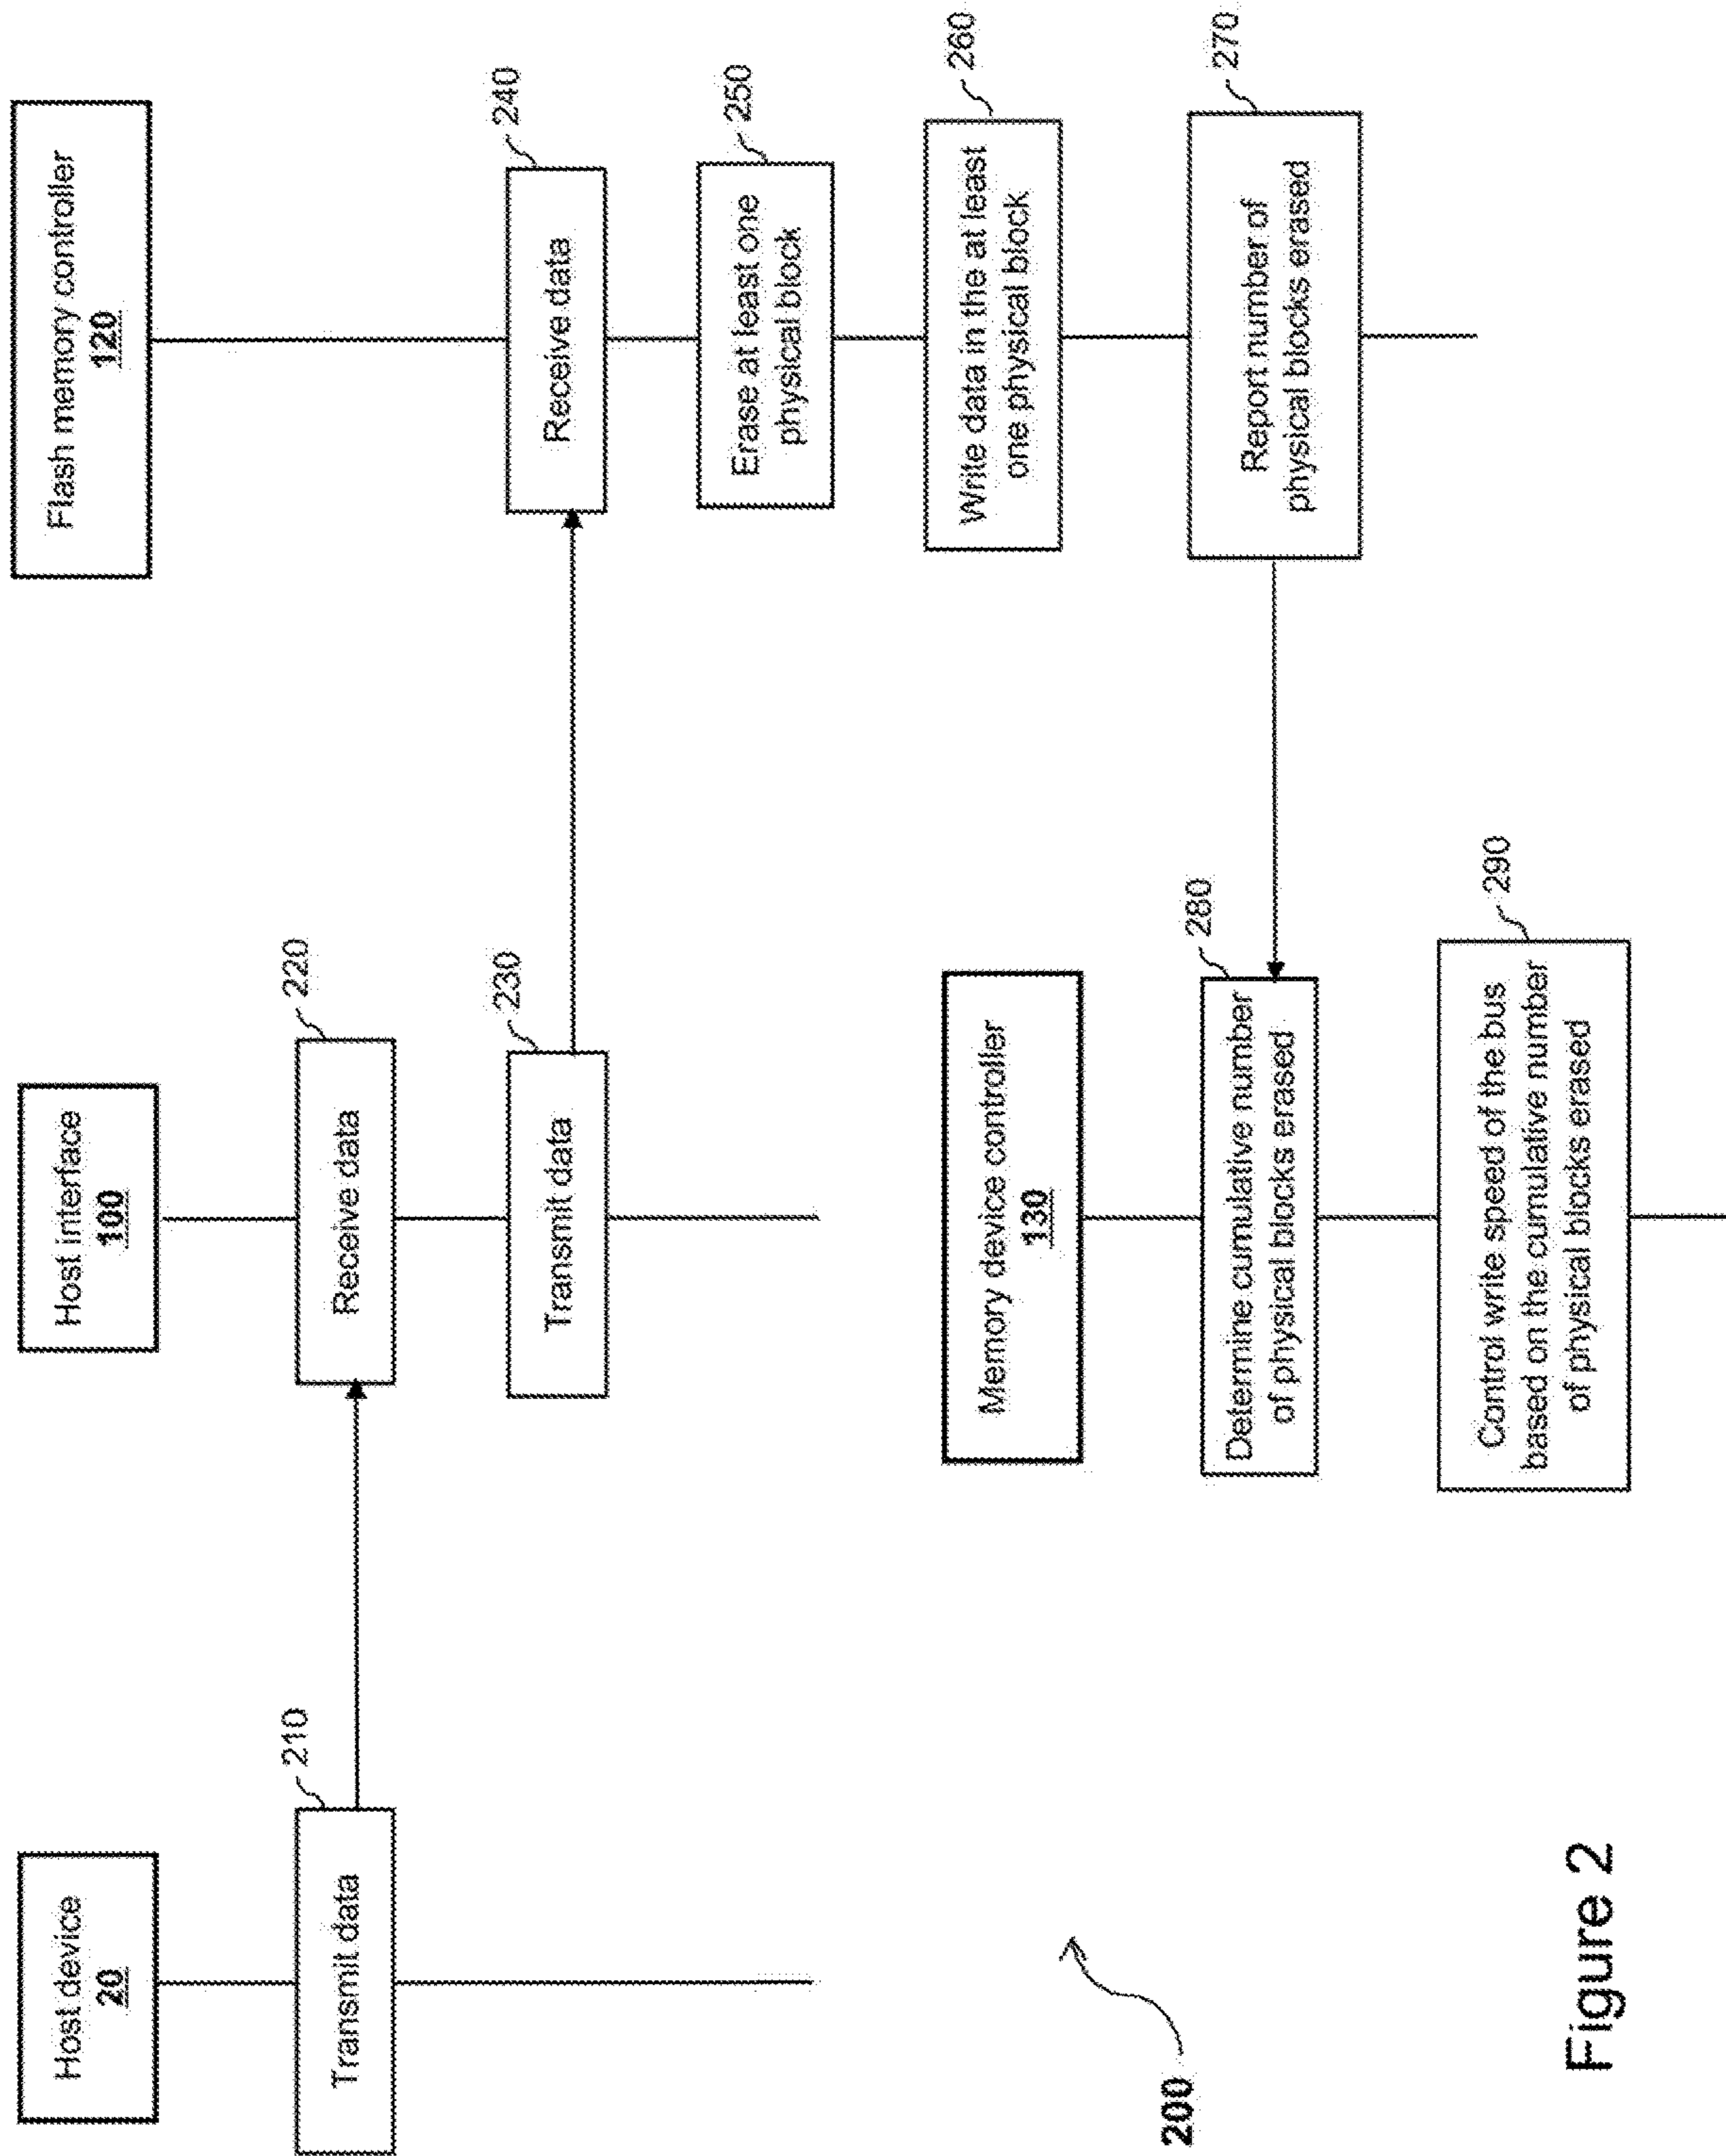 Host device
20
Host interface
100
Flash memory controller
120
210
Transmit data
220
Receive data
230
Transmit data
240
Receive data
250
Erase at least one
physical block
260
Write data in the at least
one physical block
270
Report number of
physical blocks erased
Memory device controller
130
280
Determine cumulative number
of physical blocks erased
290
Control write speed of the bus
based on the cumulative number
of physical blocks erased
200
Figure 2